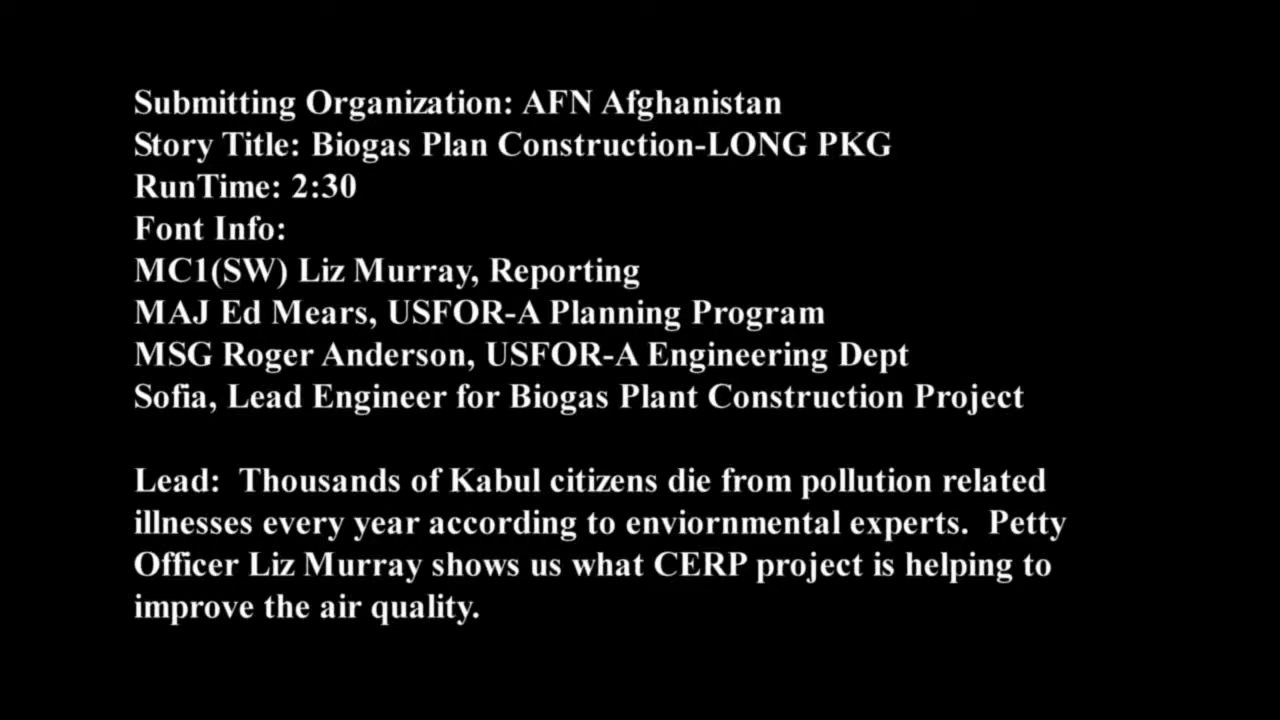 Submitting Organization: AFN Afghanistan
Story Title: Biogas Plan Construction-LONG PKG
RunTime: 2:30
Font Info:
MC1(SW) Liz Murray, Reporting
MAJ Ed Mears, USFOR-A Planning Program
MSG Roger Anderson, USFOR-A Engineering Dept
Sofia, Lead Engineer for Biogas Plant Construction Project
Lead:  Thousands of Kabul citizens die from pollution related
illnesses every year according to enviornmental experts.  Petty
Officer Liz Murray shows us what CERP project is helping to
improve the air quality.